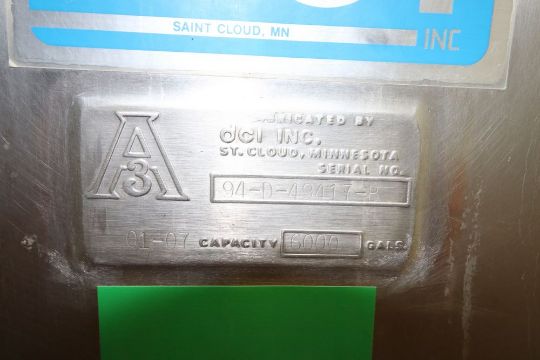 SAINT CLOUD, MN
INC
A
3
BY
dci INC.
ST. CLOUD, MINNESOTA
SERIAL NO.
94-D-49417-B
01-07 CAPACITY 6000 GALS.